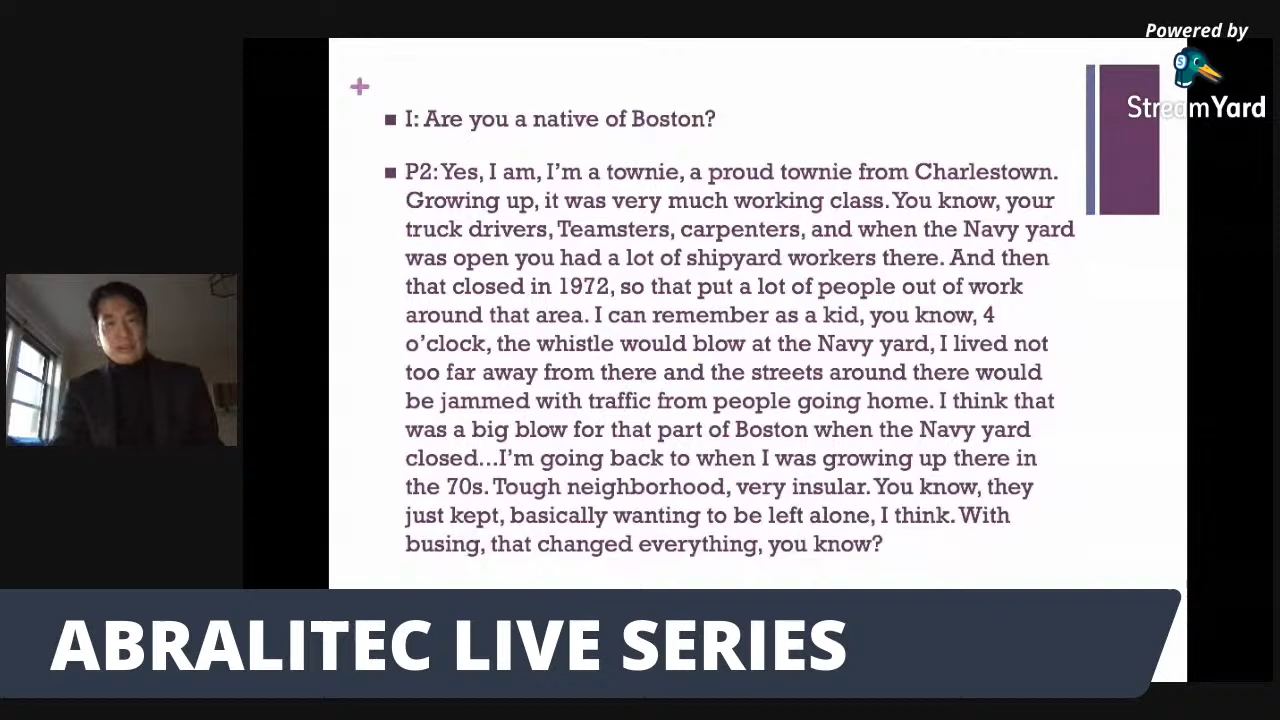 Powered by
StreamYard
I: Are you a native of Boston?
P2: Yes, I am, I'm a townie, a proud townie from Charlestown.
Growing up, it was very much working class. You know, your
truck drivers, Teamsters, carpenters, and when the Navy yard
was open you had a lot of shipyard workers there. And then
that closed in 1972, so that put a lot of people out of work
around that area. I can remember as a kid, you know, 4
o'clock, the whistle would blow at the Navy yard, I lived not
too far away from there and the streets around there would
be jammed with traffic from people going home. I think that
was a big blow for that part of Boston when the Navy yard
closed...I'm going back to when I was growing up there in
the 70s. Tough neighborhood, very insular. You know, they
just kept, basically wanting to be left alone, I think. With
busing, that changed everything, you know?
ABRALITEC LIVE SERIES